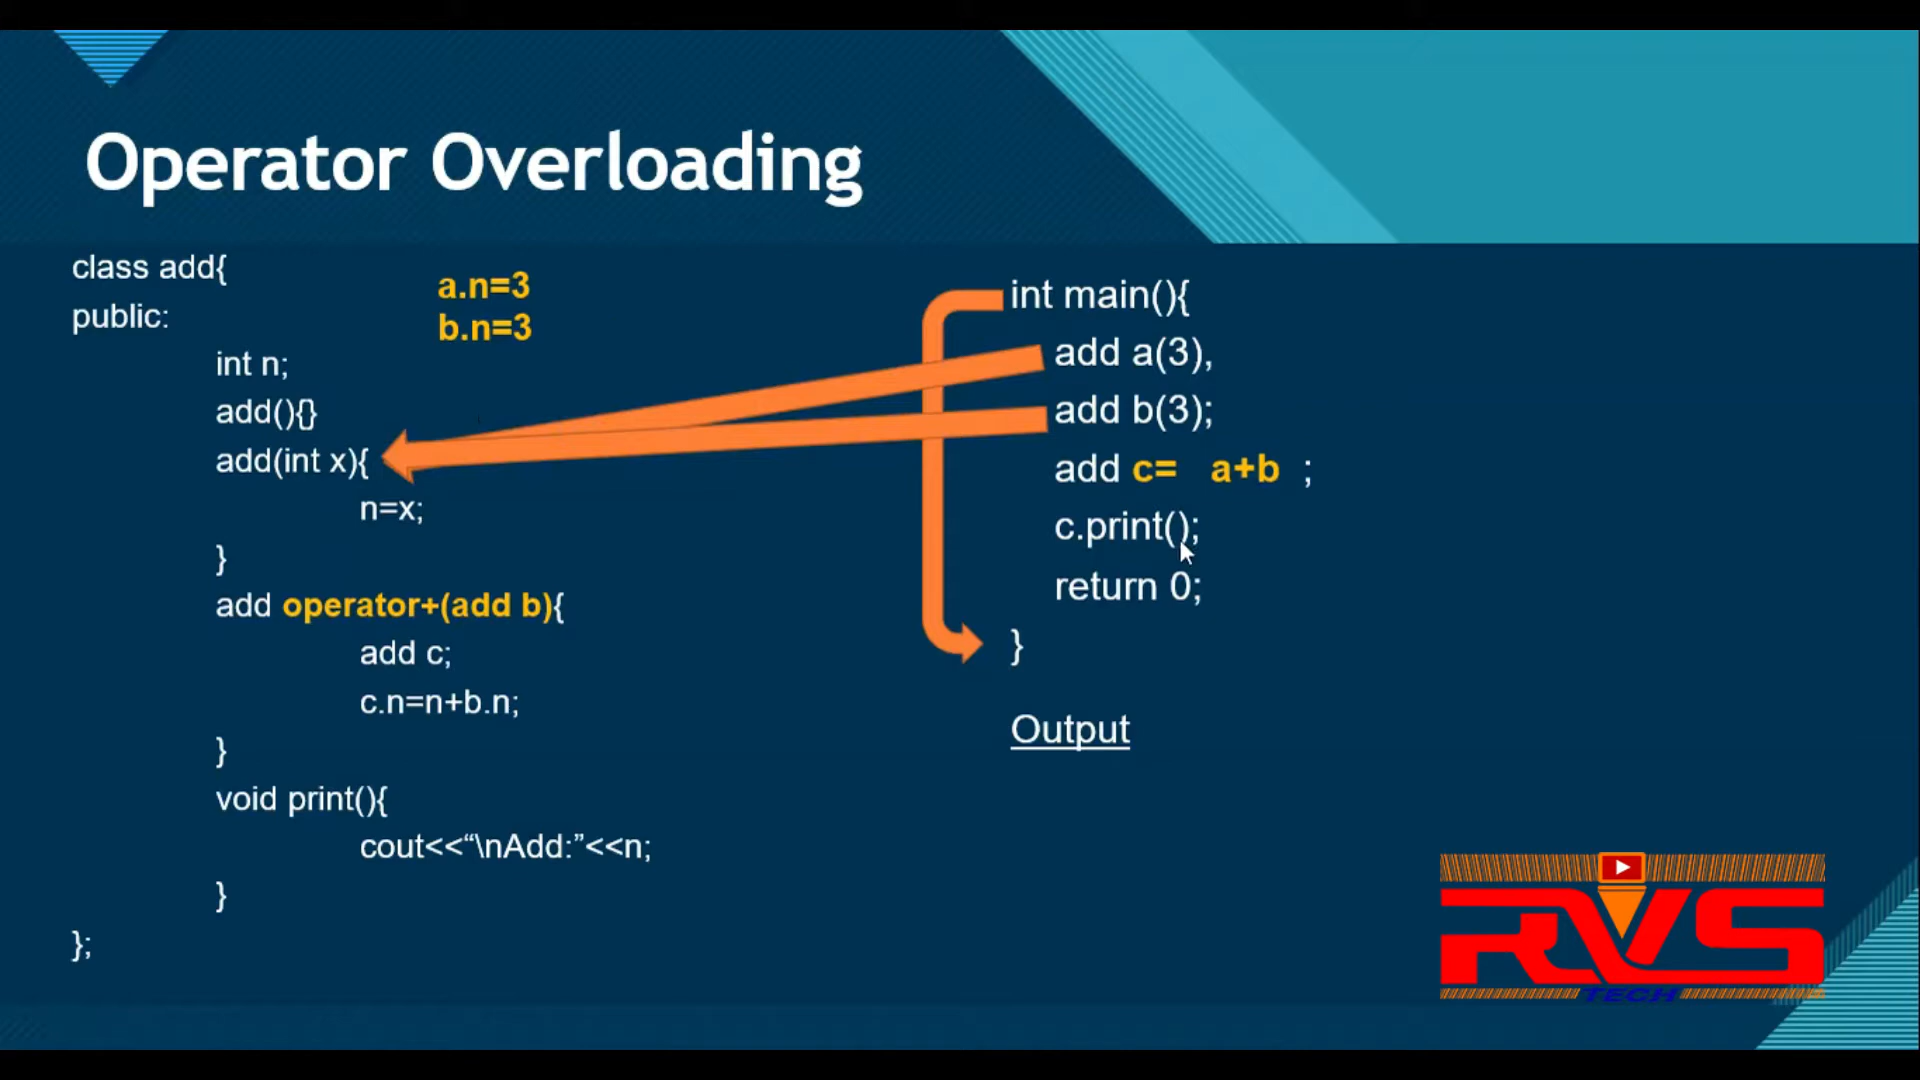 Operator Overloading
class add{
public:
int n;
add(){}
add(int x){
n=x;
}
add operator+(add b){
add c;
c.n=n+b.n;
}
void print(){
cout<<“\nAdd:”<<n;
}
};
a.n=3
b.n=3
int main(){
add a(3),
add b(3);
add c= a+b ;
c.print();
return 0;
}
Output
RVS
TECH